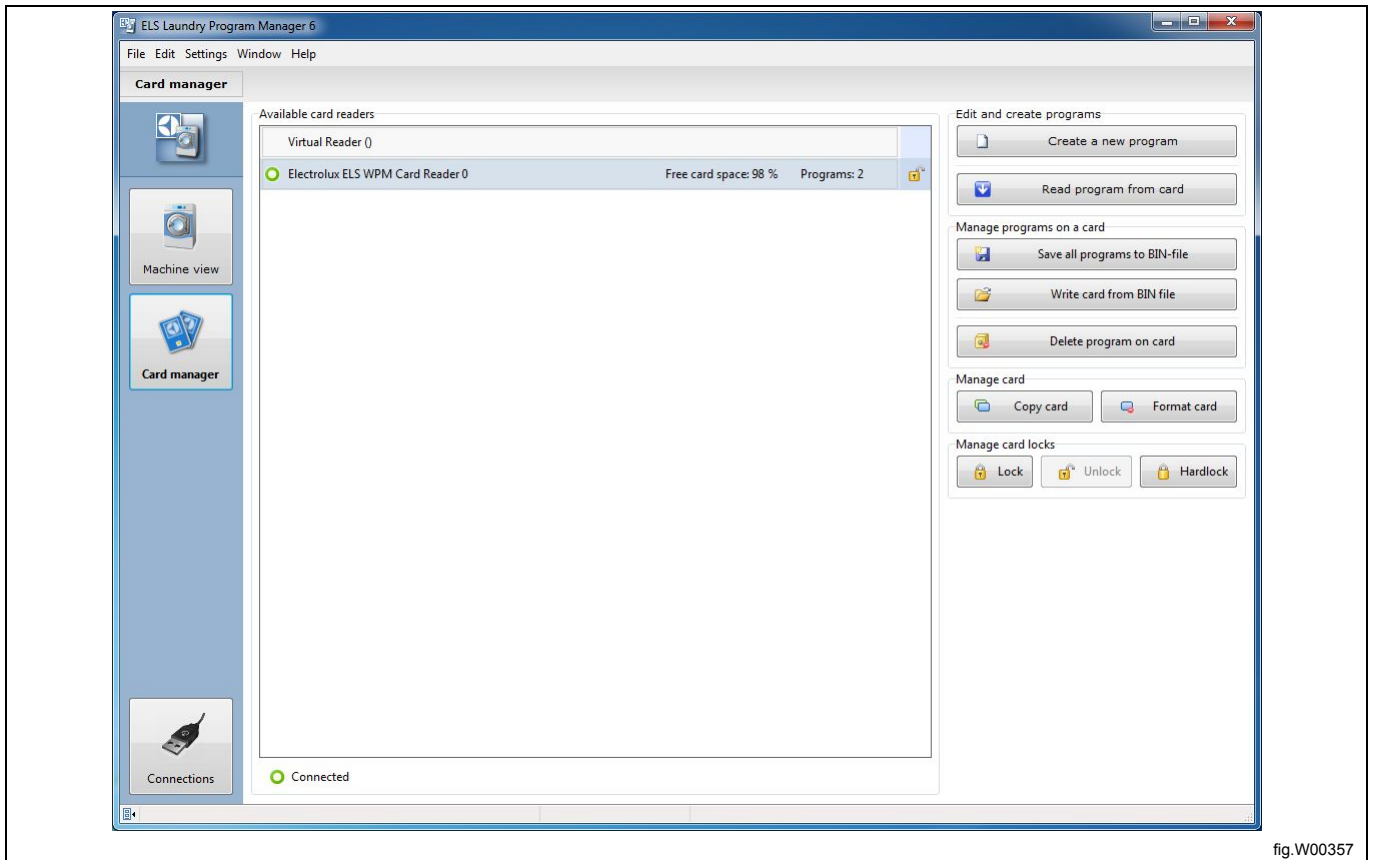 ELS Laundry Program Manager 6
File Edit Settings Window Help
Card manager
Machine view
Card manager
Connections
Available card readers
Virtual Reader ()
Electrolux ELS WPM Card Reader 0 Free card space: 98 % Programs: 2
Connected
Edit and create programs
Create a new program
Read program from card
Manage programs on a card
Save all programs to BIN-file
Write card from BIN file
Delete program on card
Manage card
Copy card Format card
Manage card locks
Lock Unlock Hardlock
fig.W00357